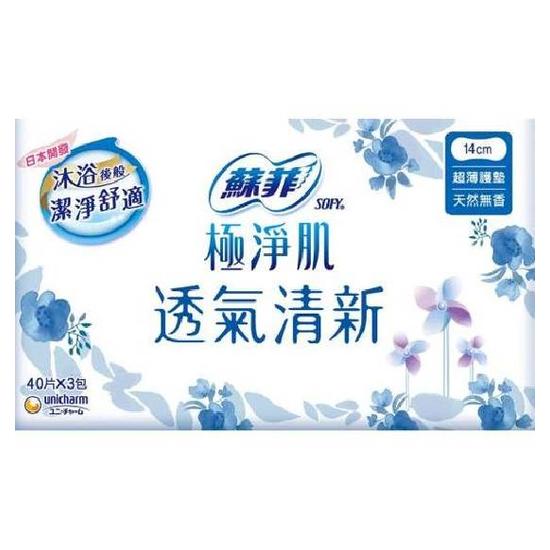 日本開發
沐浴後般
潔淨舒適
蘇菲
SOFY
極淨肌
透氣清新
14cm
超薄護墊
天然無香
40片×3包
unicharm
ユニ・チャーム